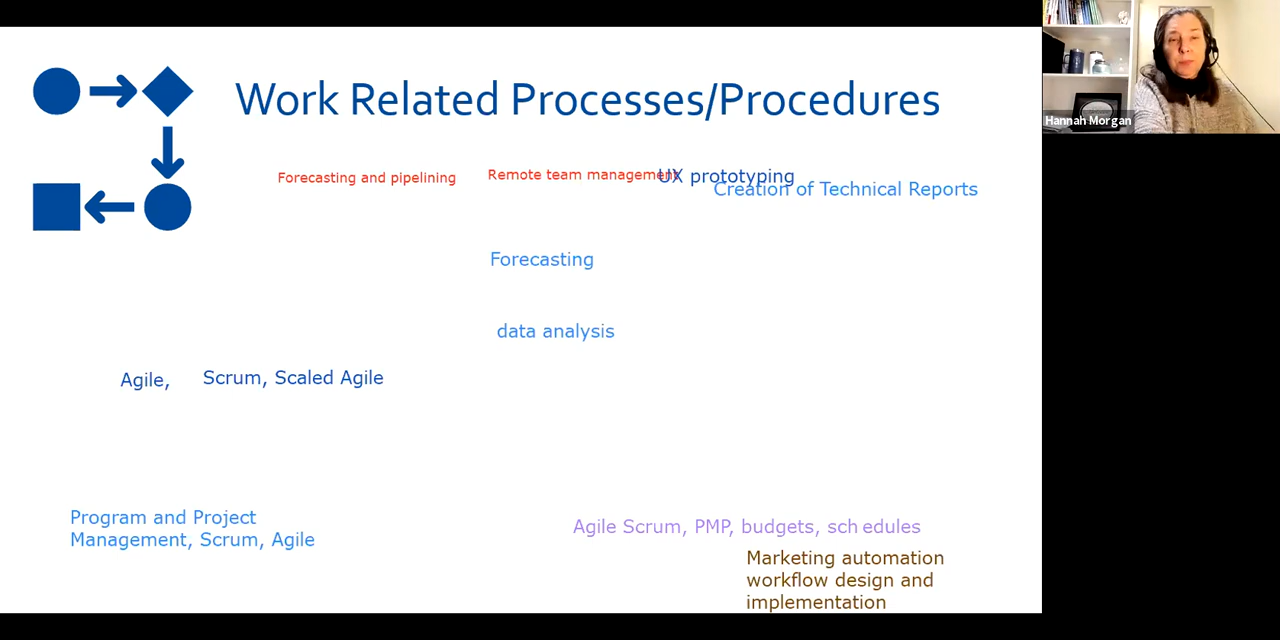 Work Related Processes/Procedures
Hannah Morgan
Forecasting and pipelining
Remote team management
UX prototyping
Creation of Technical Reports
Forecasting
data analysis
Agile,
Scrum, Scaled Agile
Program and Project
Management, Scrum, Agile
Agile Scrum, PMP, budgets, sch edules
Marketing automation
workflow design and
implementation